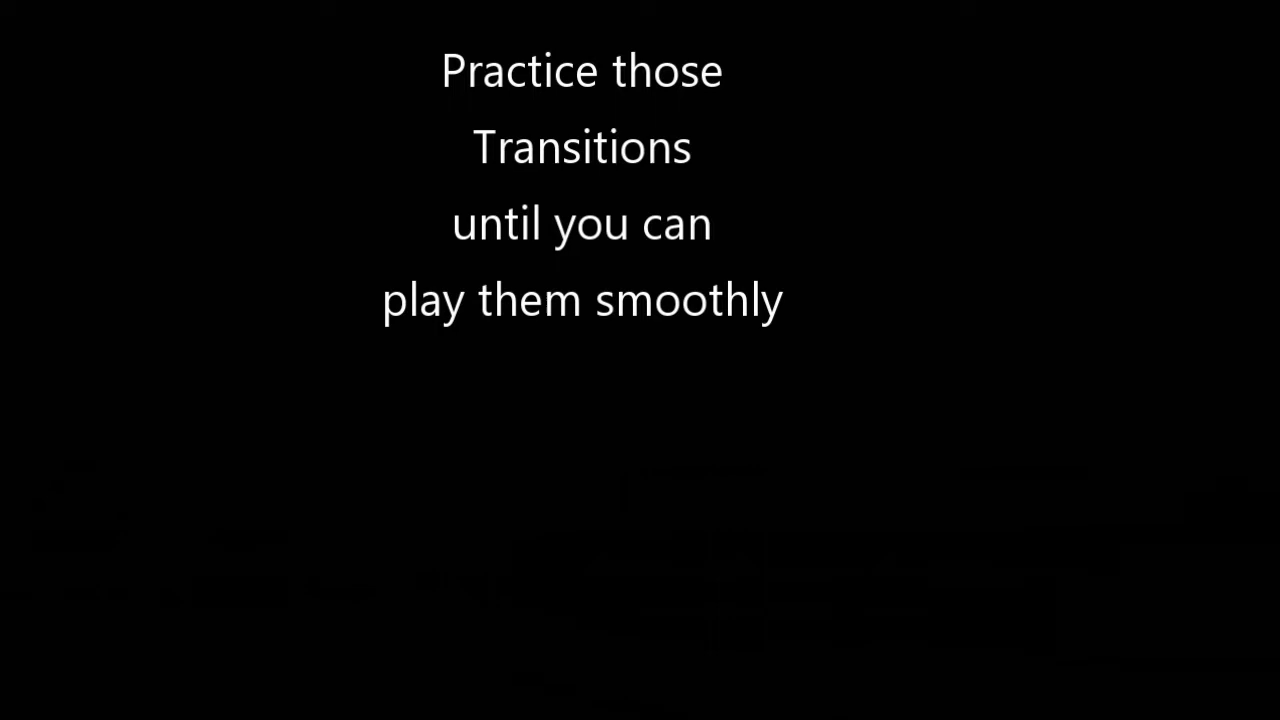 Practice those
Transitions
until you can
play them smoothly